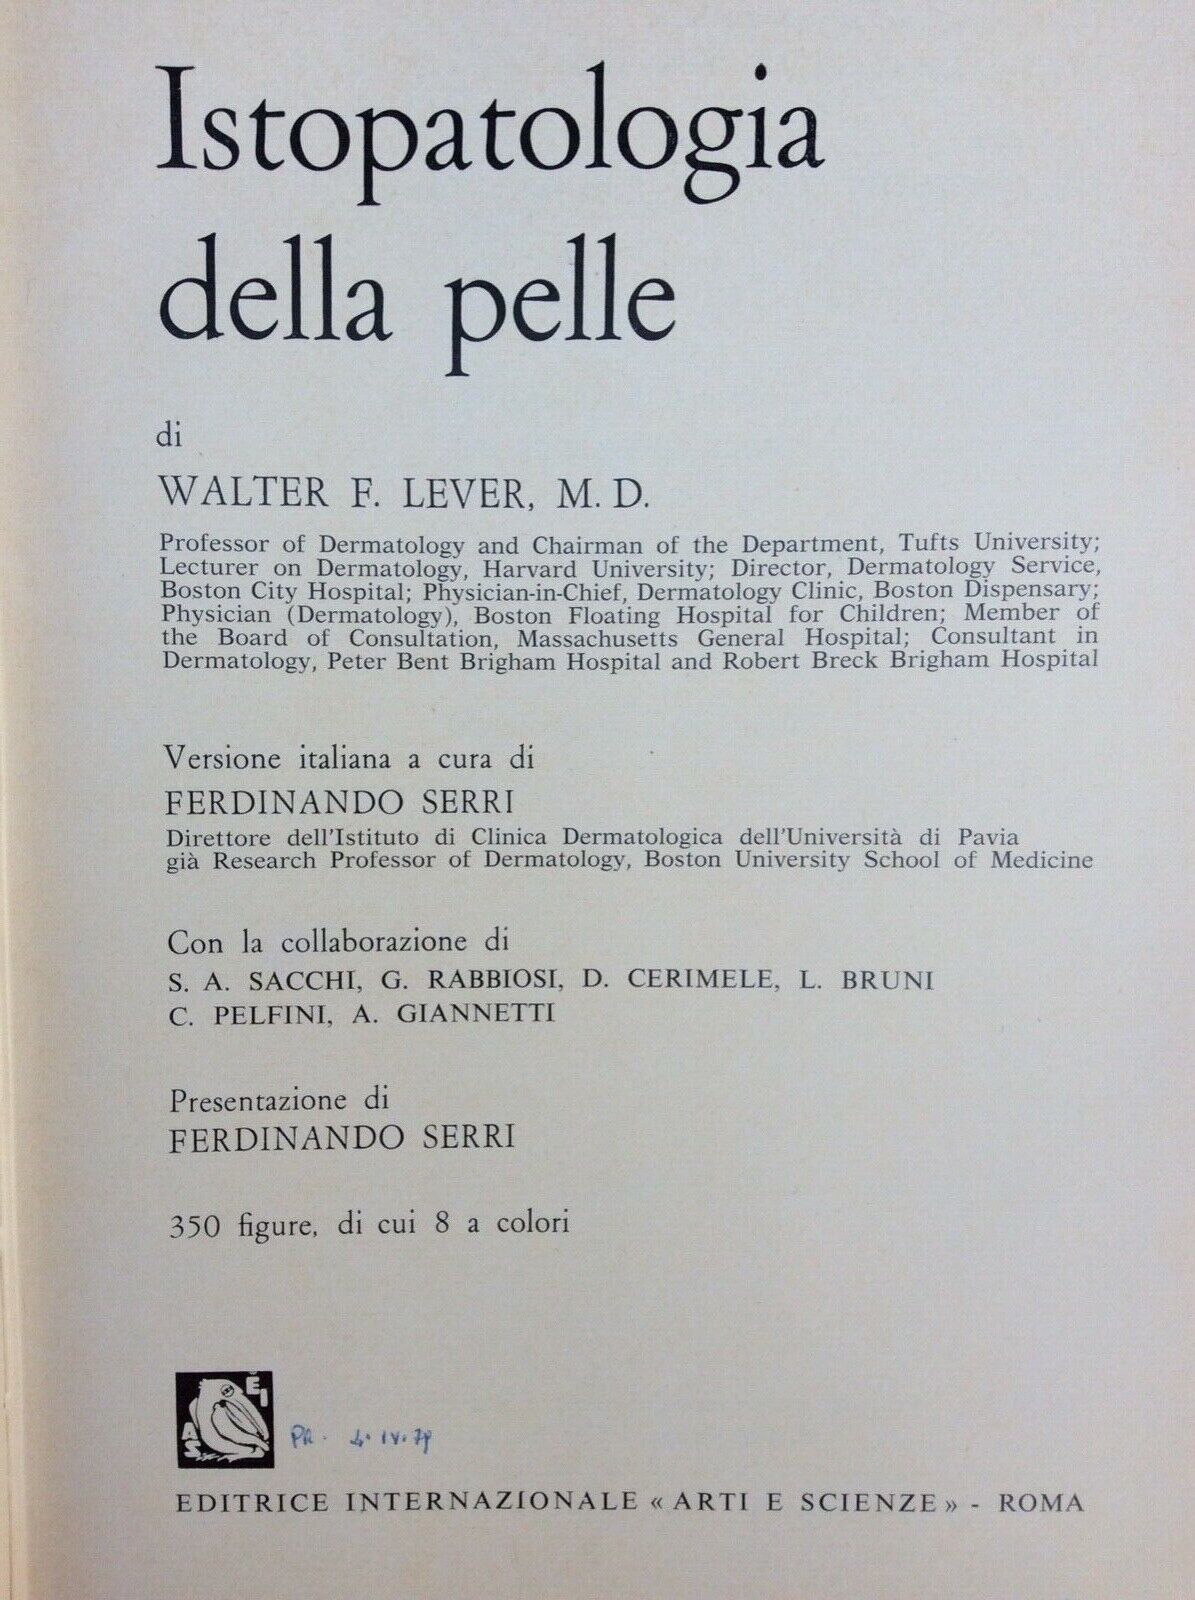 Istopatologia
della pelle
di
WALTER F. LEVER, M. D.
Professor of Dermatology and Chairman of the Department, Tufts University;
Lecturer on Dermatology, Harvard University; Director, Dermatology Service,
Boston City Hospital; Physician-in-Chief, Dermatology Clinic, Boston Dispensary;
Physician (Dermatology), Boston Floating Hospital for Children; Member of
the Board of Consultation, Massachusetts General Hospital; Consultant in
Dermatology, Peter Bent Brigham Hospital and Robert Breck Brigham Hospital
Versione italiana a cura di
FERDINANDO SERRI
Direttore dell'Istituto di Clinica Dermatologica dell'Università di Pavia
già Research Professor of Dermatology, Boston University School of Medicine
Con la collaborazione di
S. A. SACCHI, G. RABBIOSI, D. CERIMELE, L. BRUNI
C. PELFINI, A. GIANNETTI
Presentazione di
FERDINANDO SERRI
350 figure, di cui 8 a colori
EI
AS
PR.
EDITRICE INTERNAZIONALE « ARTI E SCIENZE » - ROMA